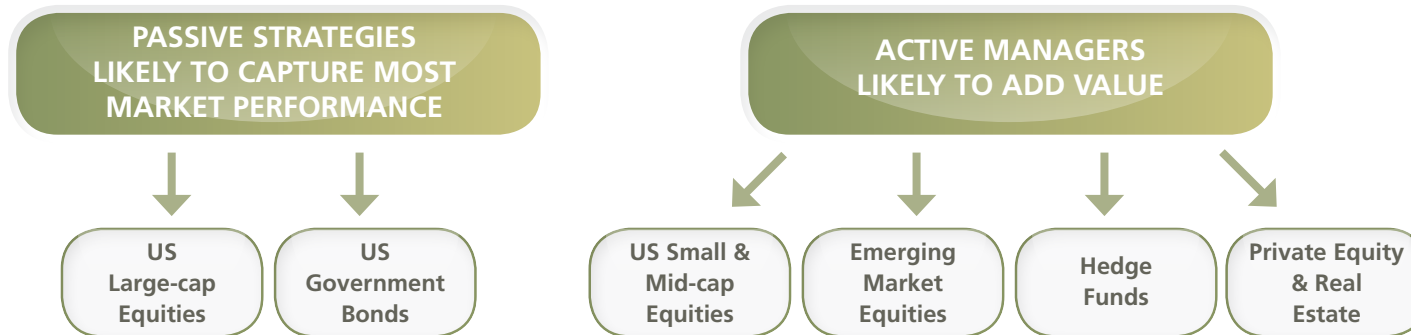 PASSIVE STRATEGIES
LIKELY TO CAPTURE MOST
MARKET PERFORMANCE
ACTIVE MANAGERS
LIKELY TO ADD VALUE
US
Large-cap
Equities
US
Government
Bonds
US Small &
Mid-cap
Equities
Emerging
Market
Equities
Hedge
Funds
Private Equity
& Real
Estate